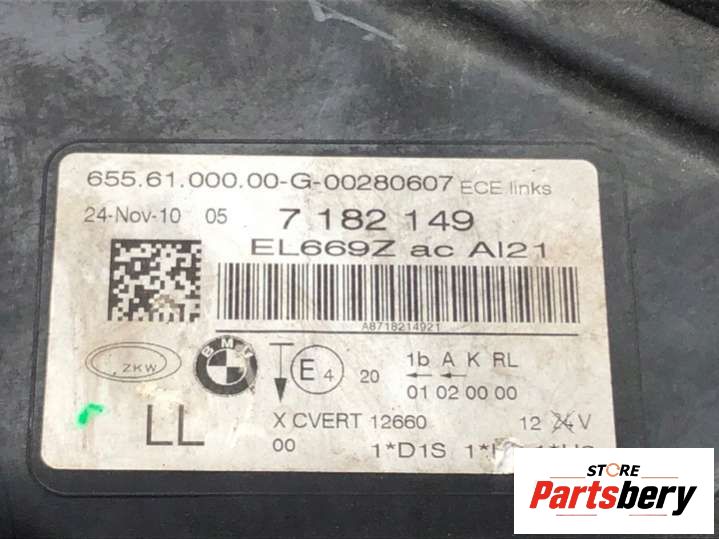 655.61.000.00-G-00280607 ECE links
24-Nov-10 05 7 182 149
EL669Z ac AI21
A8718214921
ZKW
BMW
E4 20
1b A K RL
01 02 00 00
LL
X CVERT 12660
12 24 V
00
1*D1S
STORE
Partsbery